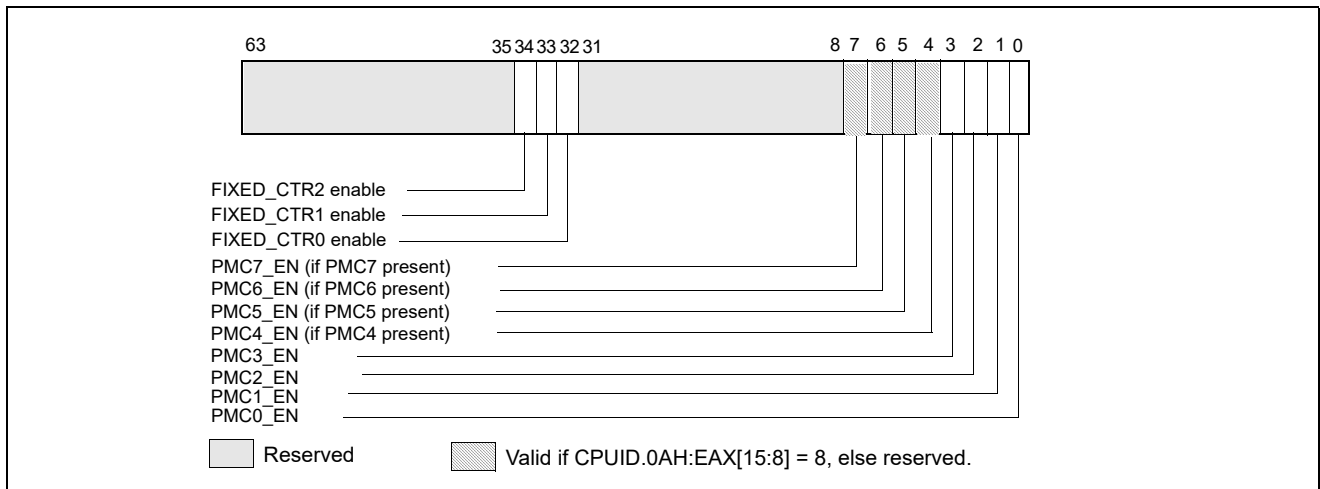 63 35 34 33 32 31 8 7 6 5 4 3 2 1 0
FIXED_CTR2 enable
FIXED_CTR1 enable
FIXED_CTR0 enable
PMC7_EN (if PMC7 present)
PMC6_EN (if PMC6 present)
PMC5_EN (if PMC5 present)
PMC4_EN (if PMC4 present)
PMC3_EN
PMC2_EN
PMC1_EN
PMC0_EN
Reserved Valid if CPUID.0AH:EAX[15:8] = 8, else reserved.